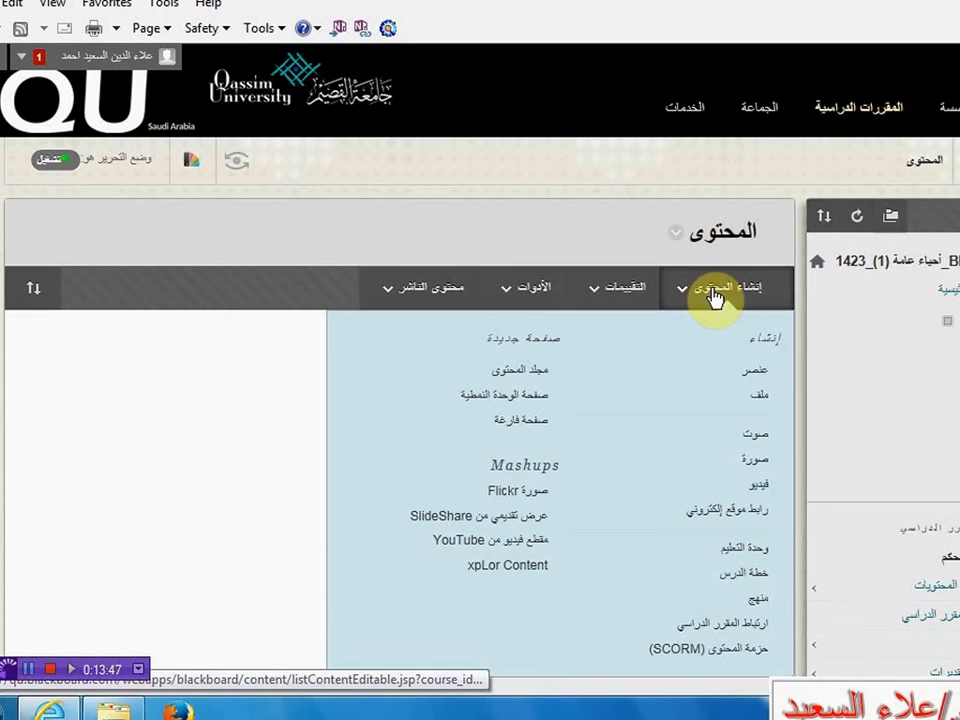 Edit View Favorites Tools Help
Page Safety Tools
1 علاء الدين السعيد احمد
QU Saudi Arabia
Qassim University جامعة القصيم
المقررات الدراسية الجماعة الخدمات
المحتوى
وضع التحرير هو: تشغيل
المحتوى
إنشاء المحتوى التقييمات الأدوات محتوى الناشر
إنشاء
عنصر
ملف
صوت
صورة
فيديو
رابط موقع إلكتروني
وحدة التعليم
خطة الدرس
منهج
ارتباط المقرر الدراسي
حزمة المحتوى (SCORM)
صفحة جديدة
مجلد المحتوى
صفحة الوحدة النمطية
صفحة فارغة
Mashups
صورة Flickr
عرض تقديمي من SlideShare
مقطع فيديو من YouTube
xpLor Content
أحياء عامة (1)_1423
المحتويات
0:13:47
qu.blackboard.com/webapps/blackboard/content/listContentEditable.jsp?course_id...
/علاء السعيد